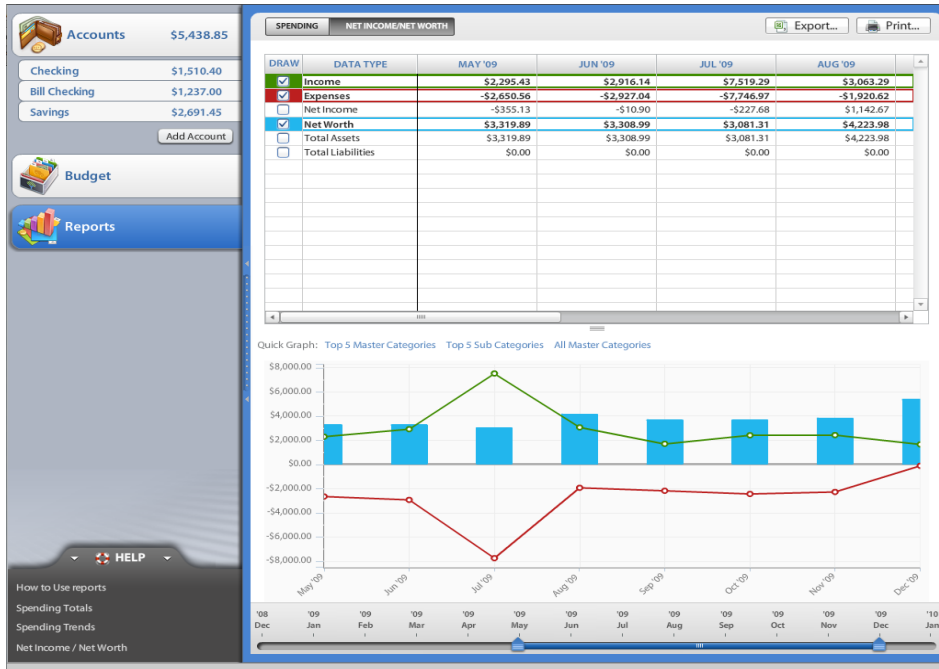 Accounts $5,438.85
Checking $1,510.40
Bill Checking $1,237.00
Savings $2,691.45
Add Account
Budget
Reports
HELP
How to Use reports
Spending Totals
Spending Trends
Net Income / Net Worth
SPENDING NET INCOME/NET WORTH Export... Print...
DRAW DATA TYPE MAY '09 JUN '09 JUL '09 AUG '09
Income $2,295.43 $2,916.14 $7,519.29 $3,063.29
Expenses -$2,650.56 -$2,927.04 -$7,746.97 -$1,920.62
Net Income -$355.13 -$10.90 -$227.68 $1,142.67
Net Worth $3,319.89 $3,308.99 $3,081.31 $4,223.98
Total Assets $3,319.89 $3,308.99 $3,081.31 $4,223.98
Total Liabilities $0.00 $0.00 $0.00 $0.00
Quick Graph: Top 5 Master Categories Top 5 Sub Categories All Master Categories
$8,000.00
$6,000.00
$4,000.00
$2,000.00
$0.00
-$2,000.00
-$4,000.00
-$6,000.00
-$8,000.00
May '09 Jun '09 Jul '09 Aug '09 Sep '09 Oct '09 Nov '09 Dec '09
'08 '09 '09 '09 '09 '09 '09 '09 '09 '09 '09 '09 '09 '10
Dec Jan Feb Mar Apr May Jun Jul Aug Sep Oct Nov Dec Jan